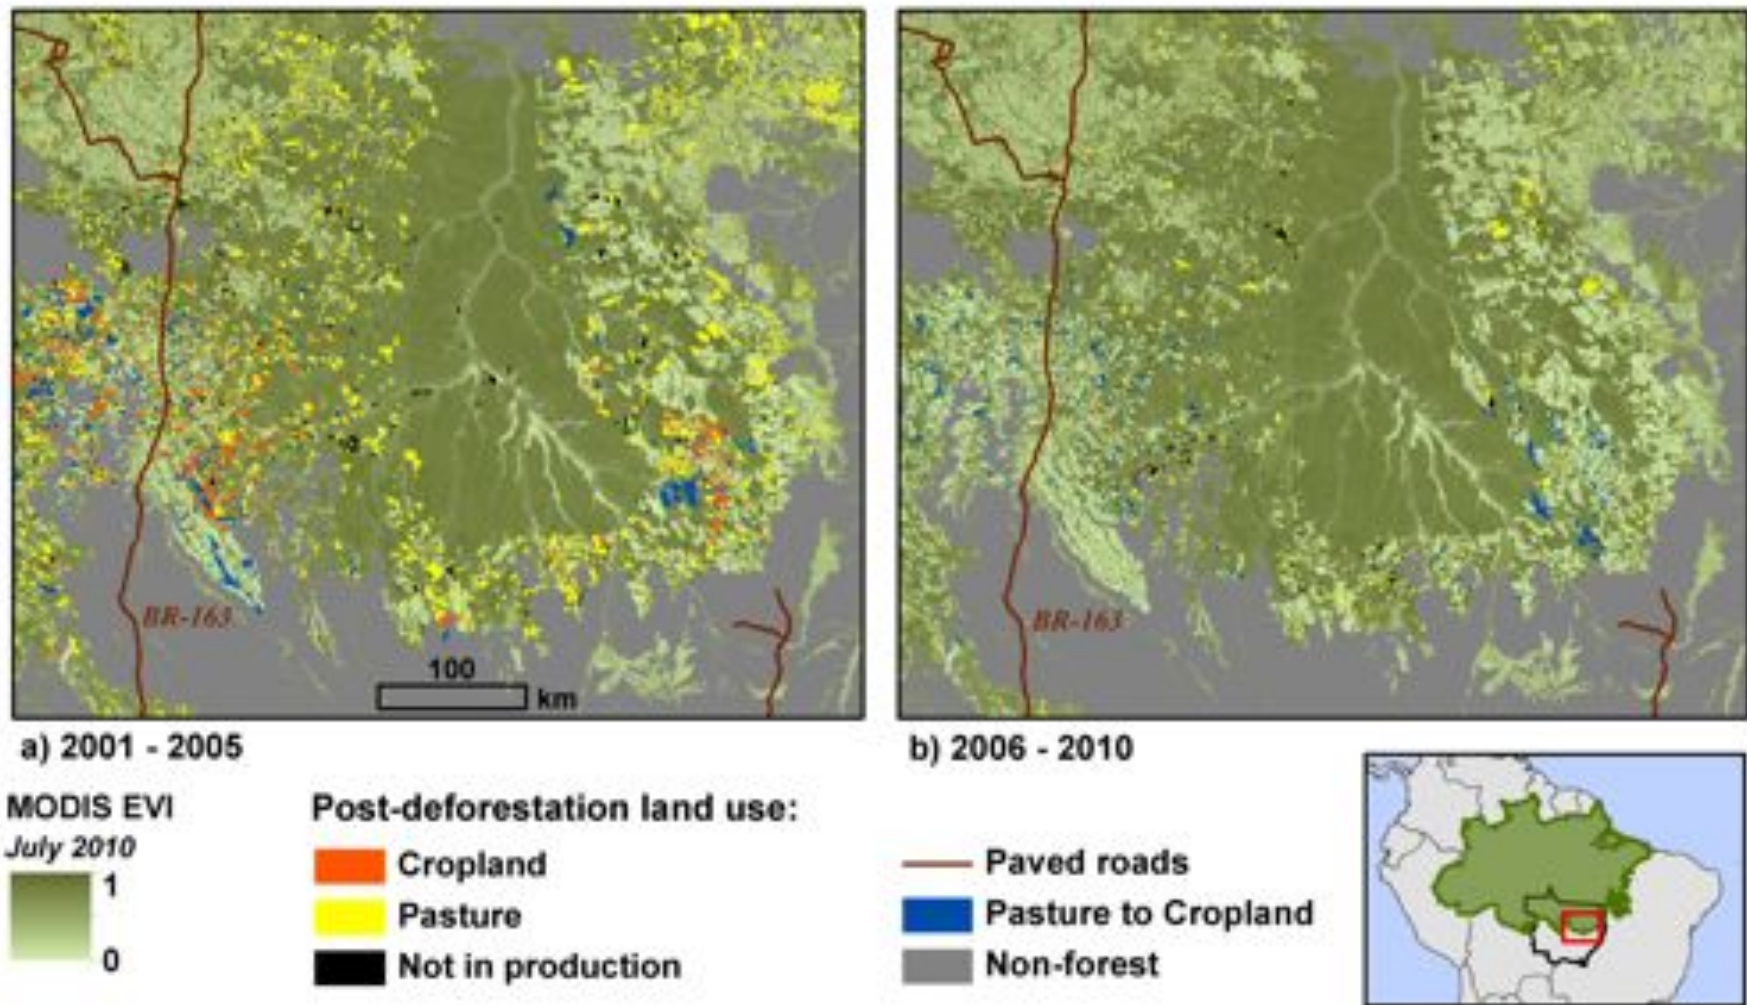 BR-163
100
km
BR-163
a) 2001 - 2005
b) 2006 - 2010
MODIS EVI
July 2010
1
0
Post-deforestation land use:
Cropland
Pasture
Not in production
Paved roads
Pasture to Cropland
Non-forest